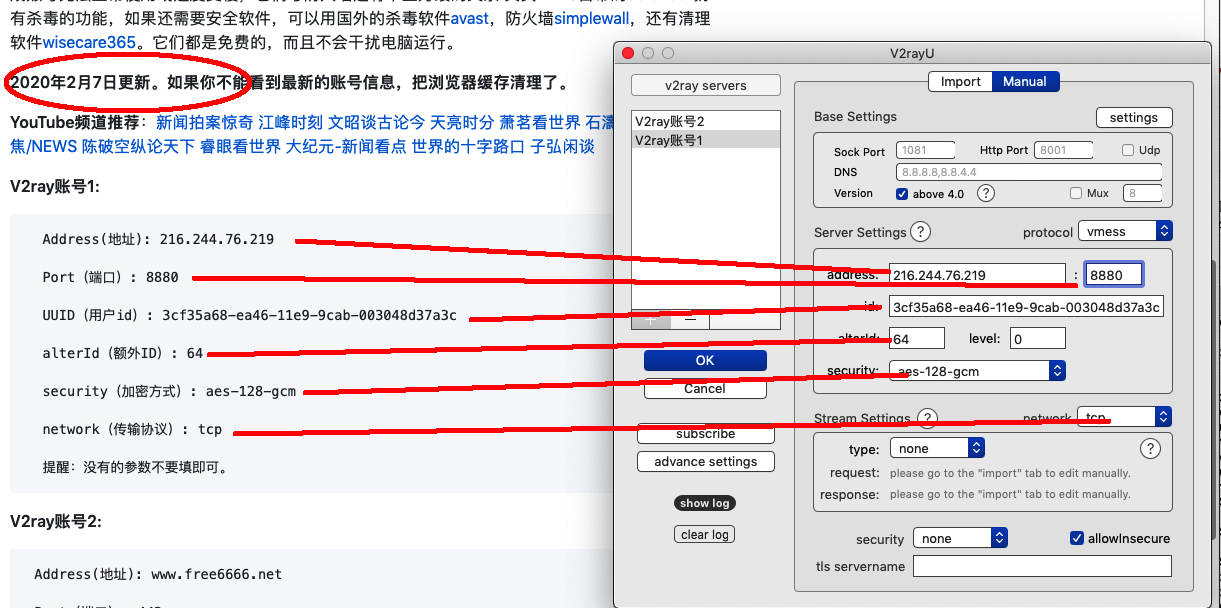 有杀毒的功能，如果还需要安全软件，可以用国外的杀毒软件avast，防火墙simplewall，还有清理
软件wisecare365。它们都是免费的，而且不会干扰电脑运行。
2020年2月7日更新。如果你不能看到最新的账号信息，把浏览器缓存清理了。
YouTube频道推荐：新闻拍案惊奇 江峰时刻 文昭谈古论今 天亮时分 萧茗看世界 石涛
焦/NEWS 陈破空纵论天下 睿眼看世界 大纪元-新闻看点 世界的十字路口 子弘闲谈
V2ray账号1:
Address(地址): 216.244.76.219
Port（端口）: 8880
UUID（用户id）: 3cf35a68-ea46-11e9-9cab-003048d37a3c
alterId（额外ID）: 64
security（加密方式）: aes-128-gcm
network（传输协议）: tcp
提醒：没有的参数不要填即可。
V2ray账号2:
Address(地址): www.free6666.net
V2rayU
v2ray servers
V2ray账号2
V2ray账号1
+ −
OK
Cancel
subscribe
advance settings
show log
clear log
Import Manual
Base Settings settings
Sock Port 1081 Http Port 8001 Udp
DNS 8.8.8.8,8.8.4.4
Version above 4.0 ? Mux 8
Server Settings ? protocol vmess
address: 216.244.76.219 : 8880
id: 3cf35a68-ea46-11e9-9cab-003048d37a3c
alterId: 64 level: 0
security: aes-128-gcm
Stream Settings ? network tcp
type: none ?
request: please go to the "import" tab to edit manually.
response: please go to the "import" tab to edit manually.
security none allowInsecure
tls servername